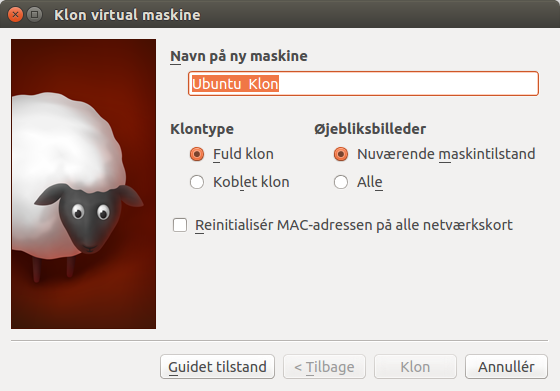 Klon virtual maskine
Navn på ny maskine
Ubuntu Klon
Klontype
Øjebliksbilleder
Fuld klon
Nuværende maskintilstand
Koblet klon
Alle
Reinitialisér MAC-adressen på alle netværkskort
Guidet tilstand
< Tilbage
Klon
Annullér